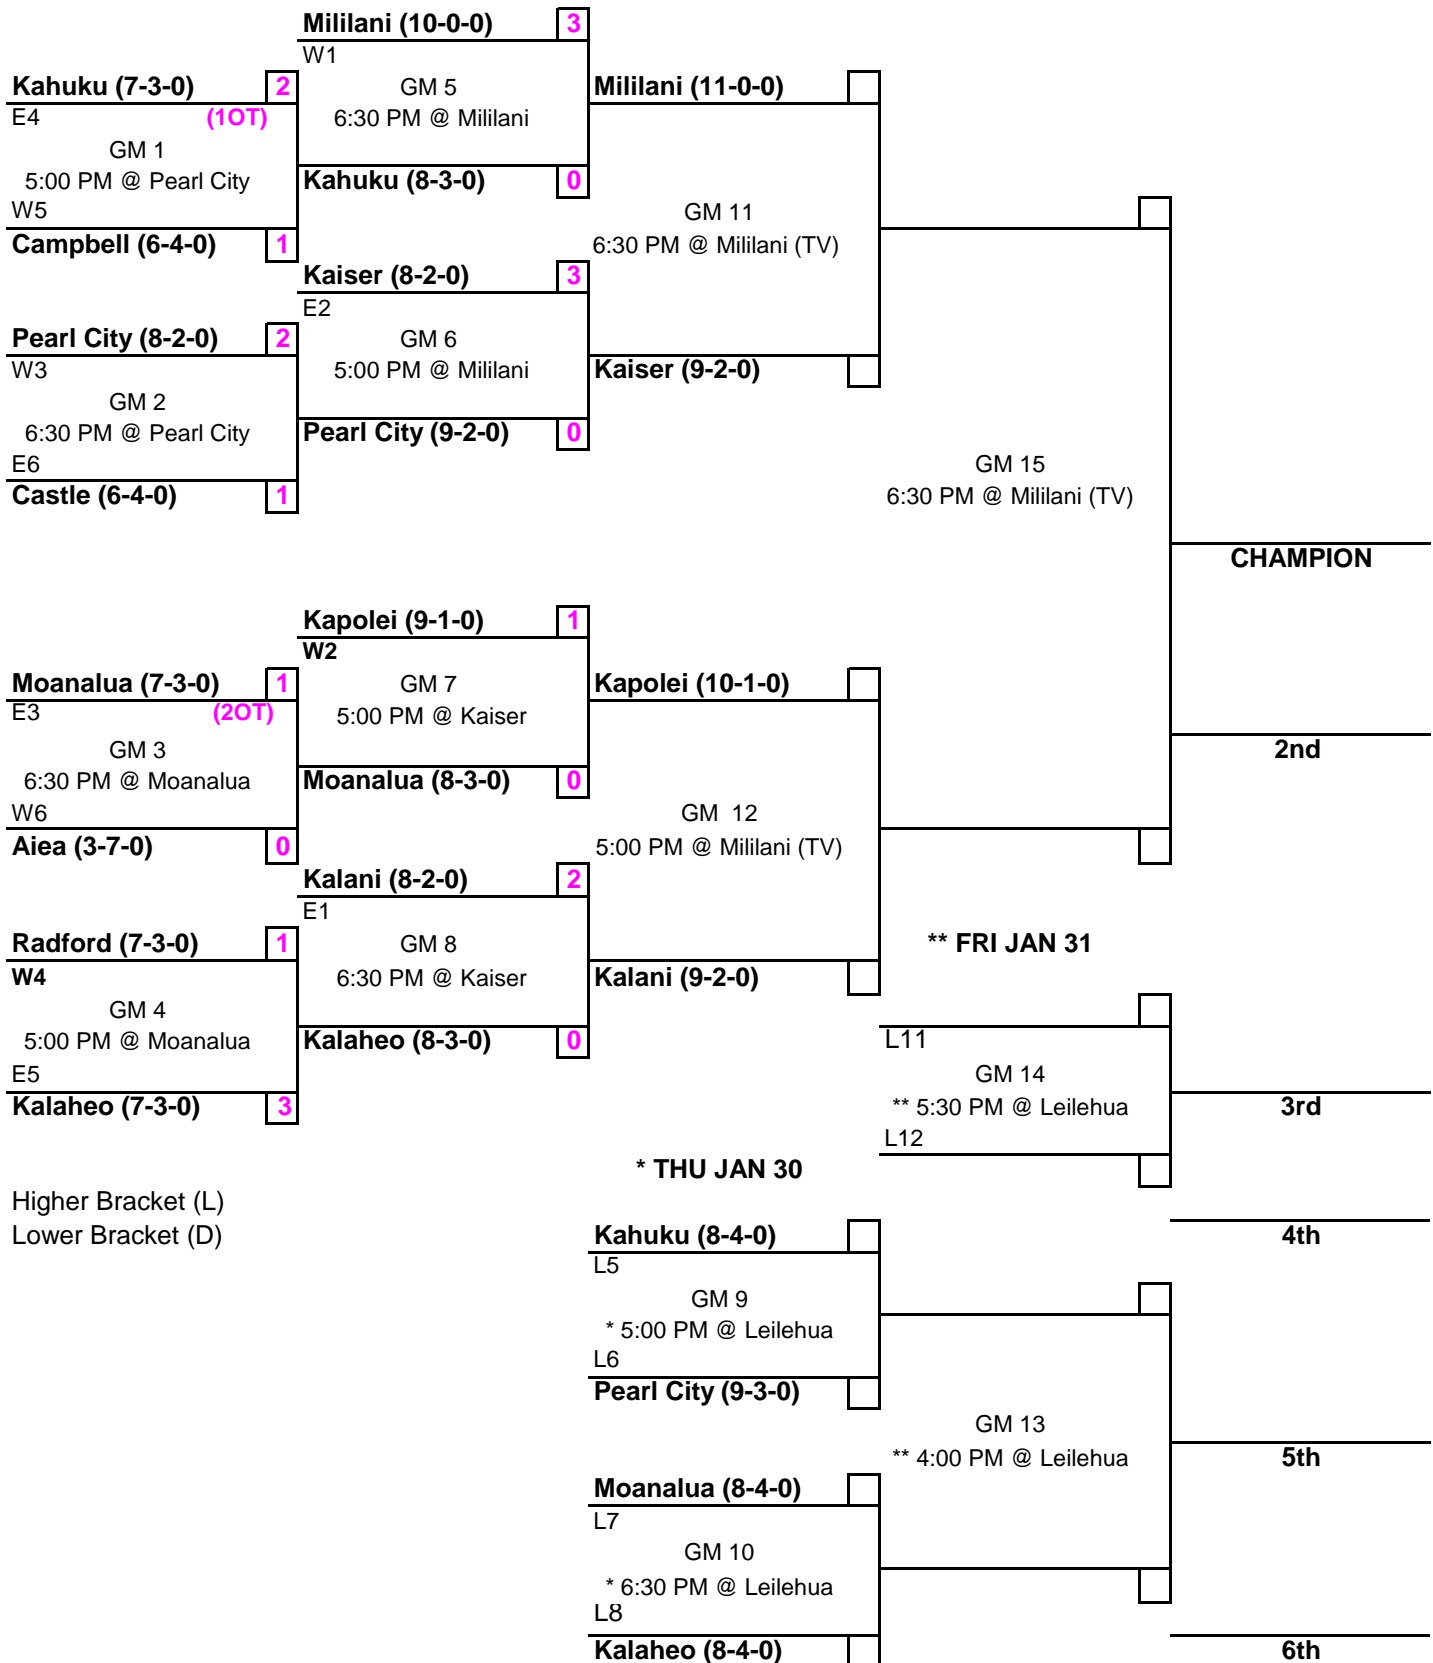 Mililani (10-0-0) 3
W1
GM 5
6:30 PM @ Mililani
Kahuku (8-3-0) 0
Kahuku (7-3-0) 2
E4 (1OT)
GM 1
5:00 PM @ Pearl City
W5
Campbell (6-4-0) 1
Kaiser (8-2-0) 3
E2
GM 6
5:00 PM @ Mililani
Pearl City (9-2-0) 0
Pearl City (8-2-0) 2
W3
GM 2
6:30 PM @ Pearl City
E6
Castle (6-4-0) 1
Mililani (11-0-0)
GM 11
6:30 PM @ Mililani (TV)
Kaiser (9-2-0)
GM 15
6:30 PM @ Mililani (TV)
CHAMPION
2nd
Kapolei (9-1-0) 1
W2
GM 7
5:00 PM @ Kaiser
Moanalua (8-3-0) 0
Moanalua (7-3-0) 1
E3 (2OT)
GM 3
6:30 PM @ Moanalua
W6
Aiea (3-7-0) 0
Kalani (8-2-0) 2
E1
GM 8
6:30 PM @ Kaiser
Kalaheo (8-3-0) 0
Radford (7-3-0) 1
W4
GM 4
5:00 PM @ Moanalua
E5
Kalaheo (7-3-0) 3
Kapolei (10-1-0)
GM 12
5:00 PM @ Mililani (TV)
Kalani (9-2-0)
** FRI JAN 31
L11
GM 14
** 5:30 PM @ Leilehua
L12
3rd
4th
* THU JAN 30
Higher Bracket (L)
Lower Bracket (D)
Kahuku (8-4-0)
L5
GM 9
* 5:00 PM @ Leilehua
L6
Pearl City (9-3-0)
GM 13
** 4:00 PM @ Leilehua
5th
Moanalua (8-4-0)
L7
GM 10
* 6:30 PM @ Leilehua
L8
Kalaheo (8-4-0)
6th